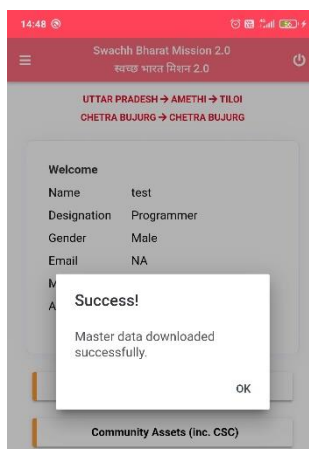 14:48
Swachh Bharat Mission 2.0
स्वच्छ भारत मिशन 2.0
UTTAR PRADESH → AMETHI → TILOI
CHETRA BUJURG → CHETRA BUJURG
Welcome
Name test
Designation Programmer
Gender Male
Email NA
M
A
Success!
Master data downloaded
successfully.
OK
Community Assets (inc. CSC)